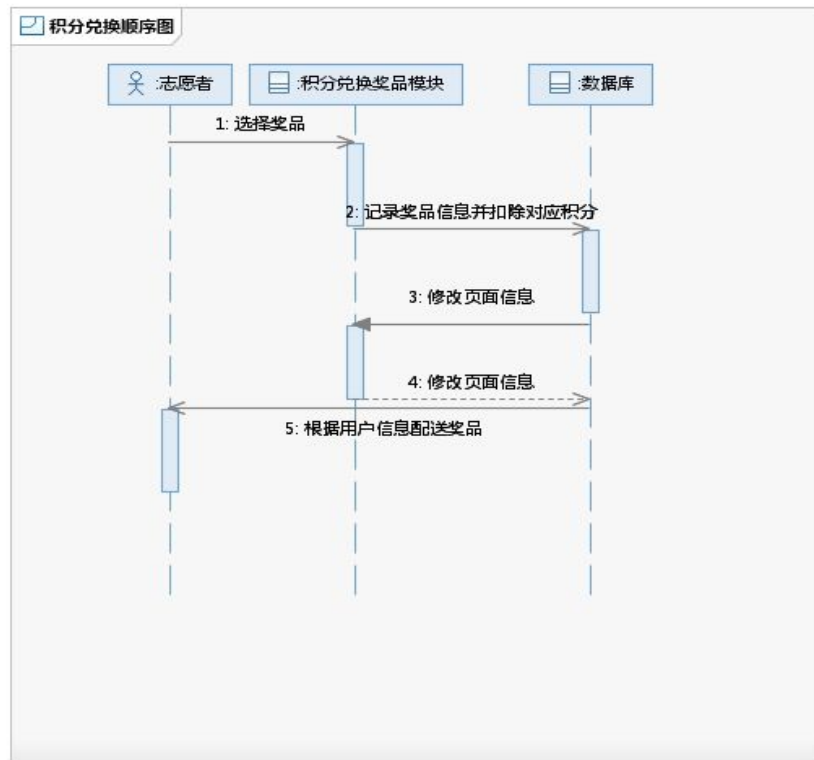 积分兑换顺序图
:志愿者
:积分兑换奖品模块
:数据库
1: 选择奖品
2: 记录奖品信息并扣除对应积分
3: 修改页面信息
4: 修改页面信息
5: 根据用户信息配送奖品